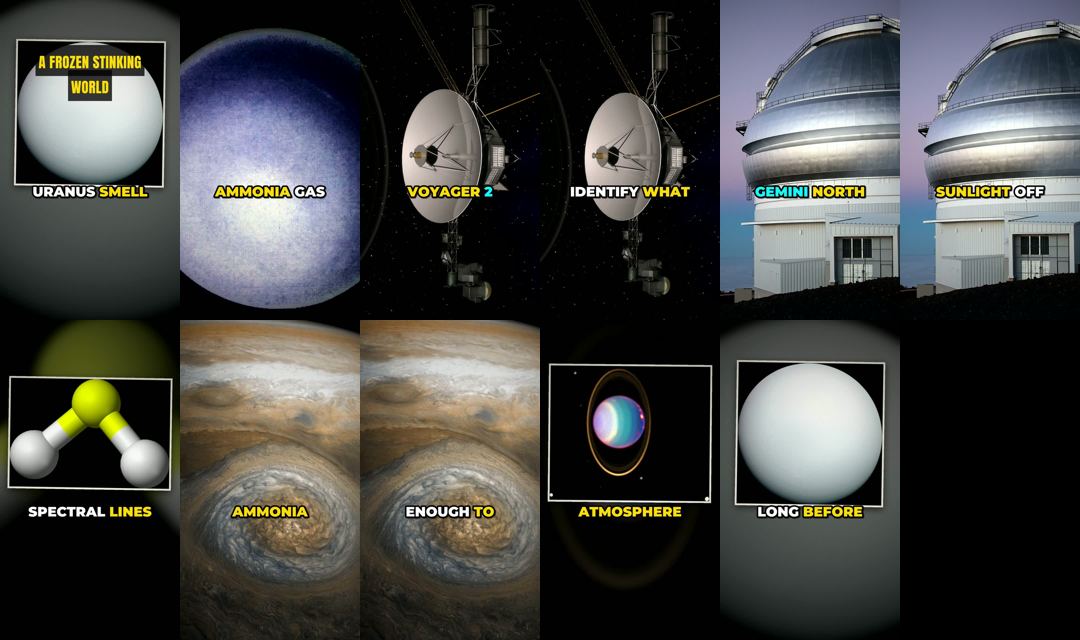 A FROZEN STINKING
WORLD
URANUS SMELL
AMMONIA GAS
VOYAGER 2
IDENTIFY WHAT
GEMINI NORTH
SUNLIGHT OFF
SPECTRAL LINES
AMMONIA
ENOUGH TO
ATMOSPHERE
LONG BEFORE